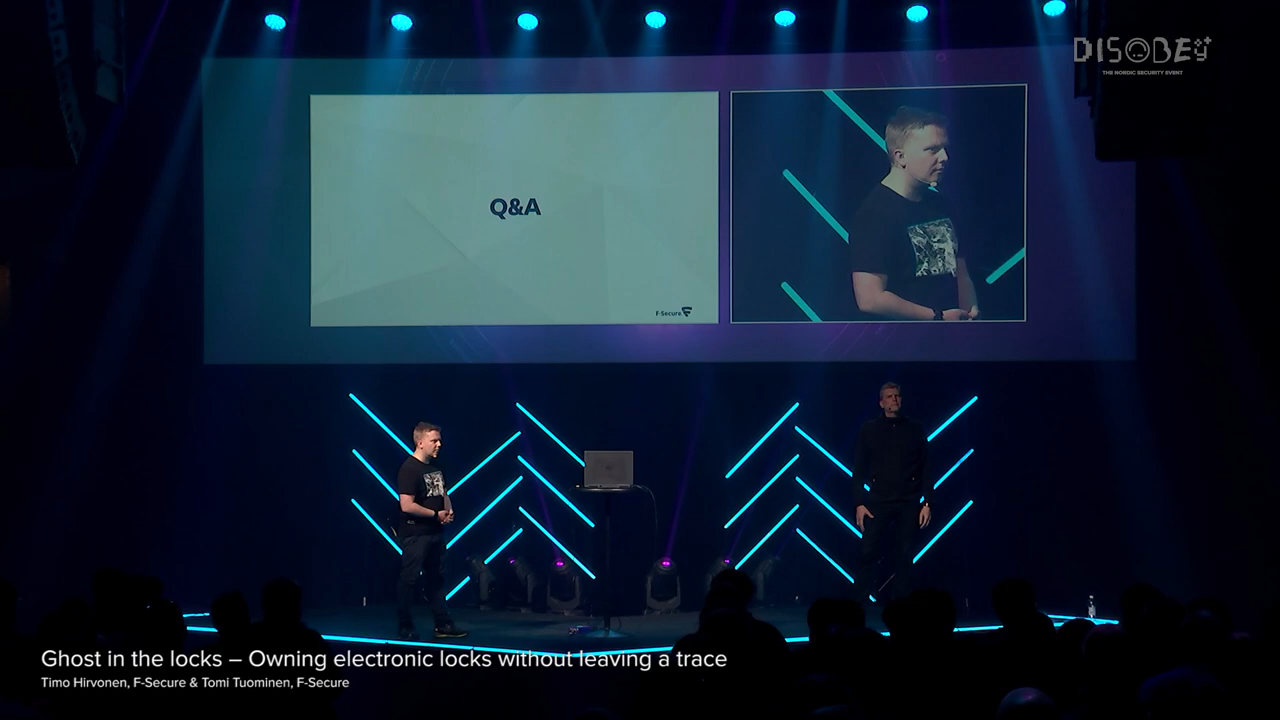 DISOBEY
THE NORDIC SECURITY EVENT
Q&A
F-Secure
Ghost in the locks – Owning electronic locks without leaving a trace
Timo Hirvonen, F-Secure & Tomi Tuominen, F-Secure